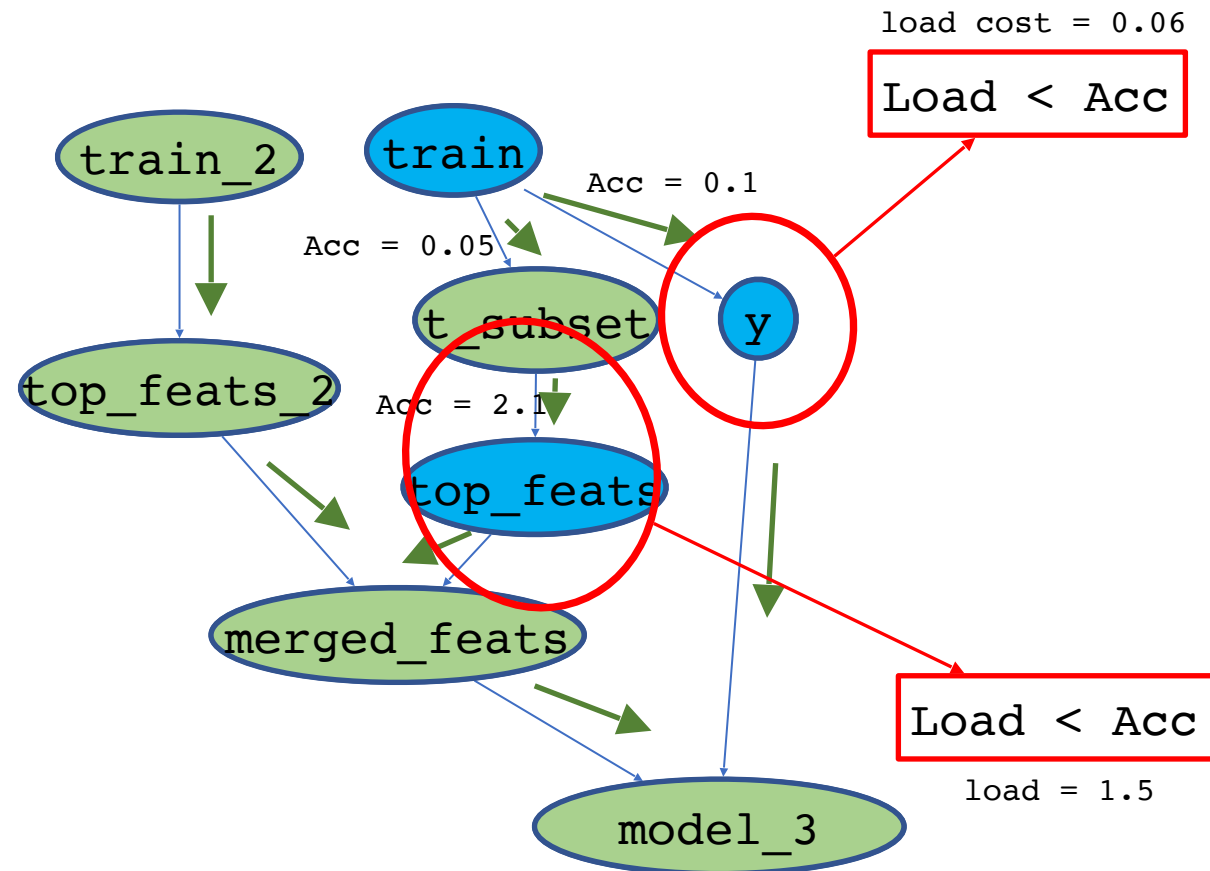 load cost = 0.06
Load < Acc
train_2
train
Acc = 0.1
Acc = 0.05
t_subset
y
top_feats_2
Acc = 2.1
top_feats
merged_feats
Load < Acc
load = 1.5
model_3